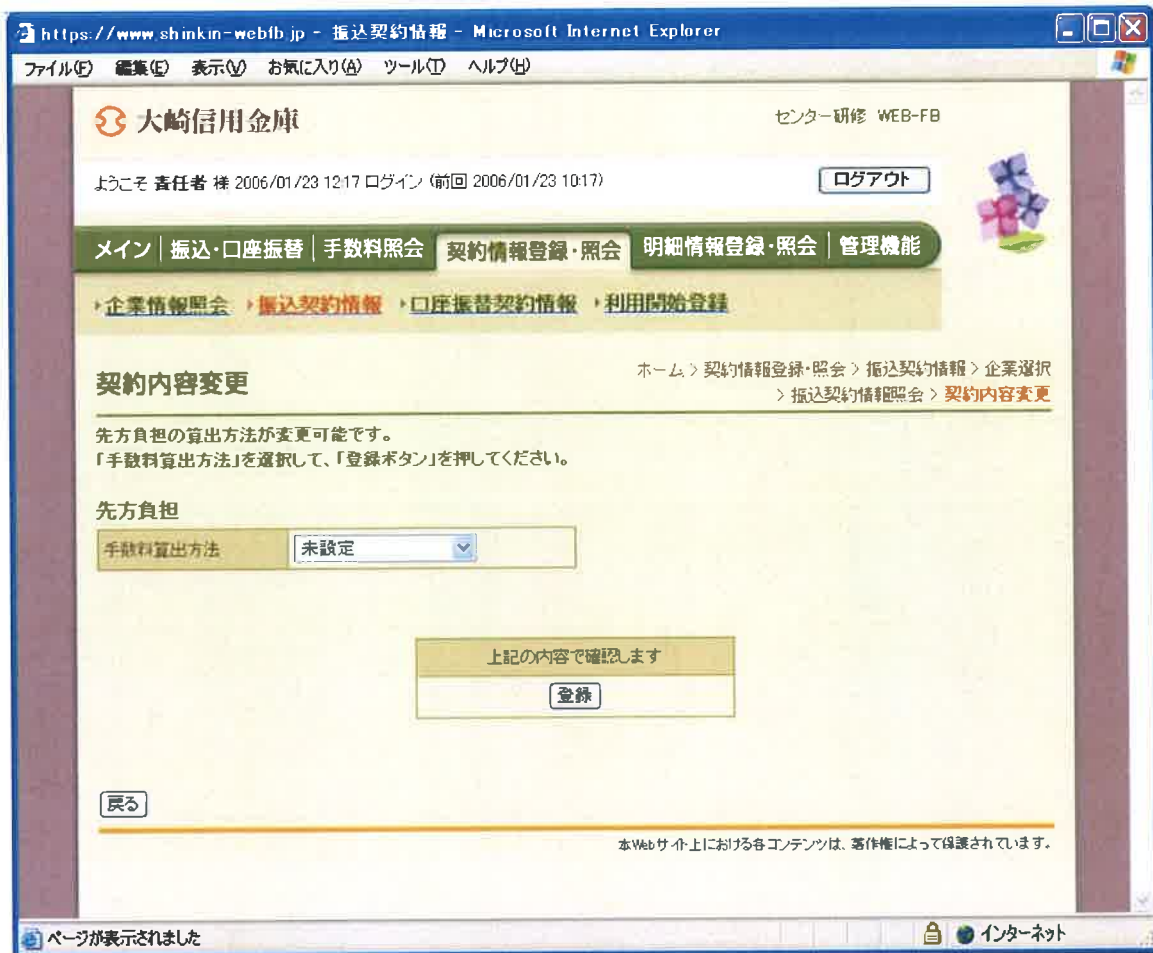 https://www.shinkin-webfb.jp - 振込契約情報 - Microsoft Internet Explorer
ファイル(F) 編集(E) 表示(V) お気に入り(A) ツール(T) ヘルプ(H)
大崎信用金庫
センター研修 WEB-FB
ようこそ 責任者 様 2006/01/23 12:17 ログイン (前回 2006/01/23 10:17)
ログアウト
メイン | 振込・口座振替 | 手数料照会 契約情報登録・照会 明細情報登録・照会 | 管理機能
企業情報照会 振込契約情報 口座振替契約情報 利用開始登録
契約内容変更
ホーム > 契約情報登録・照会 > 振込契約情報 > 企業選択
> 振込契約情報照会 > 契約内容変更
先方負担の算出方法が変更可能です。
「手数料算出方法」を選択して、「登録ボタン」を押してください。
先方負担
手数料算出方法 未設定
上記の内容で確認します
登録
戻る
本Webサイト上における各コンテンツは、著作権によって保護されています。
ページが表示されました
インターネット